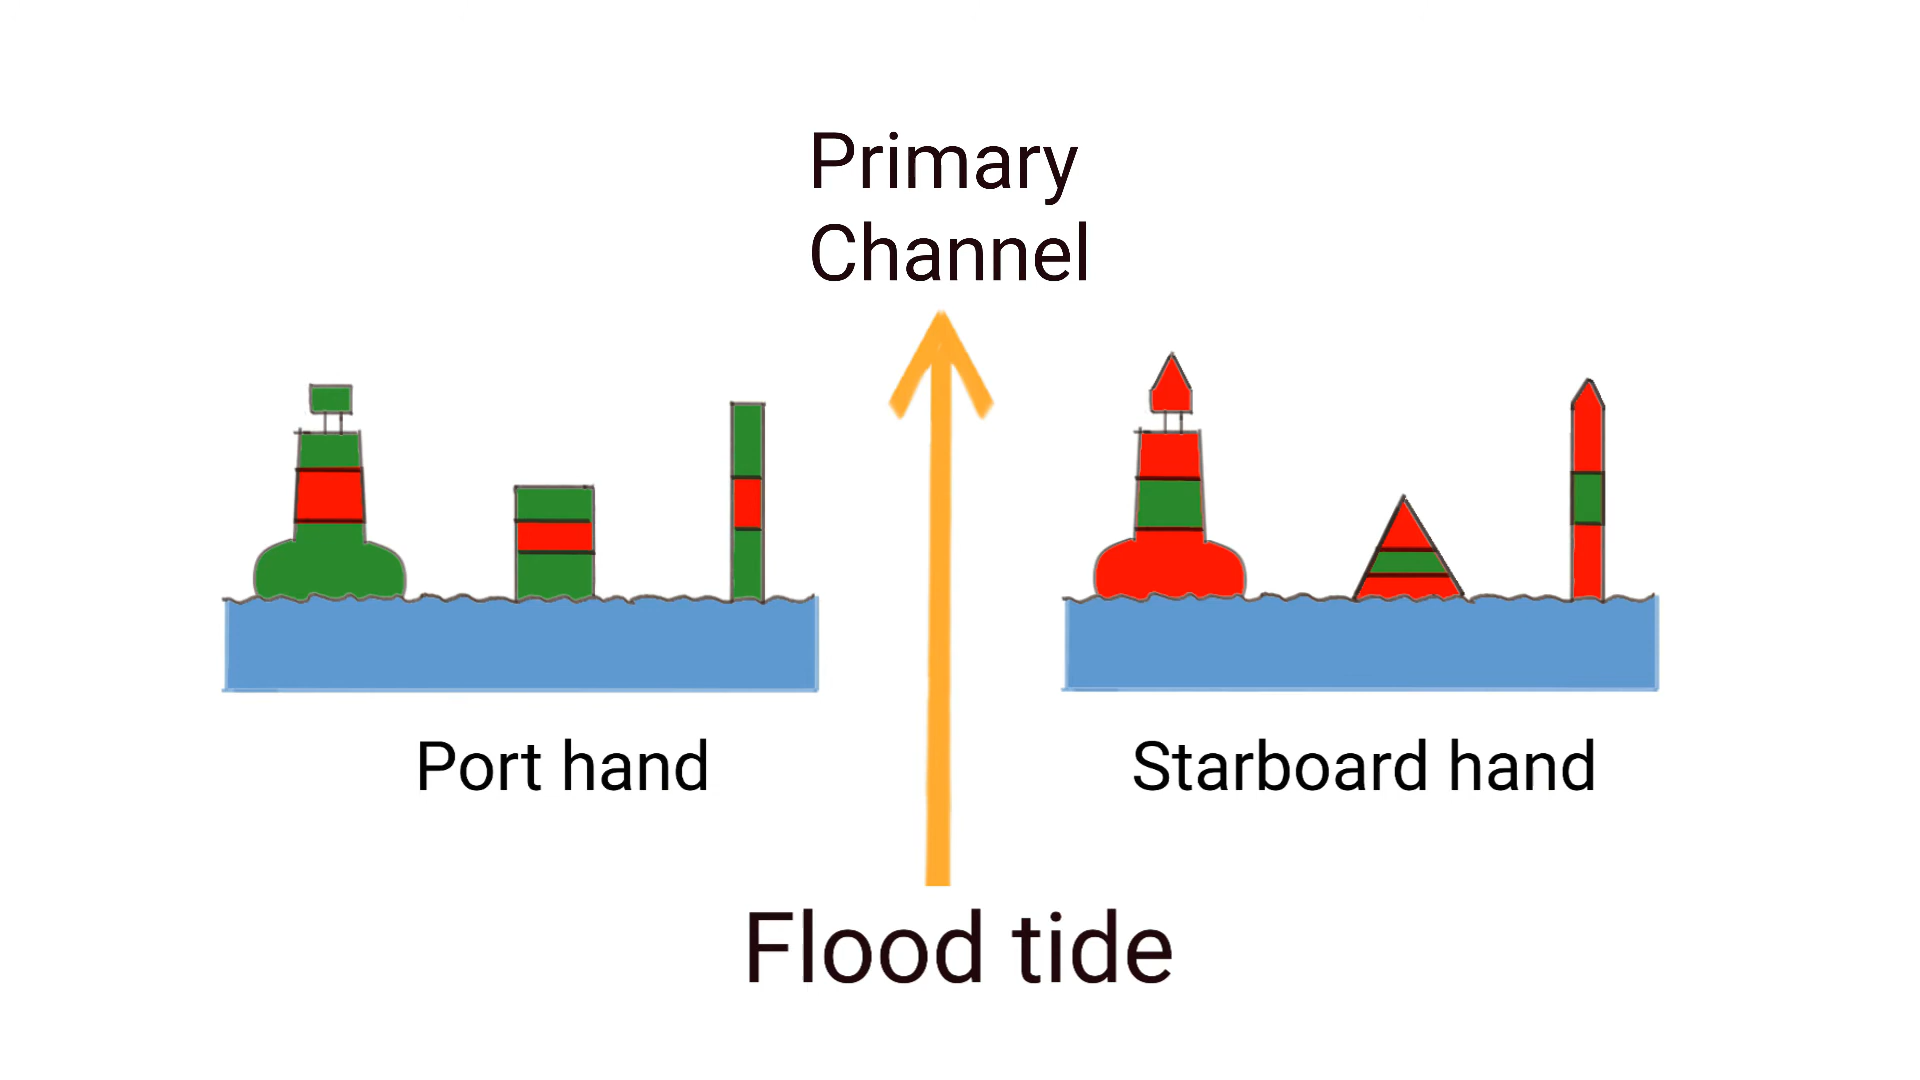 Primary
Channel
Port hand
Starboard hand
Flood tide